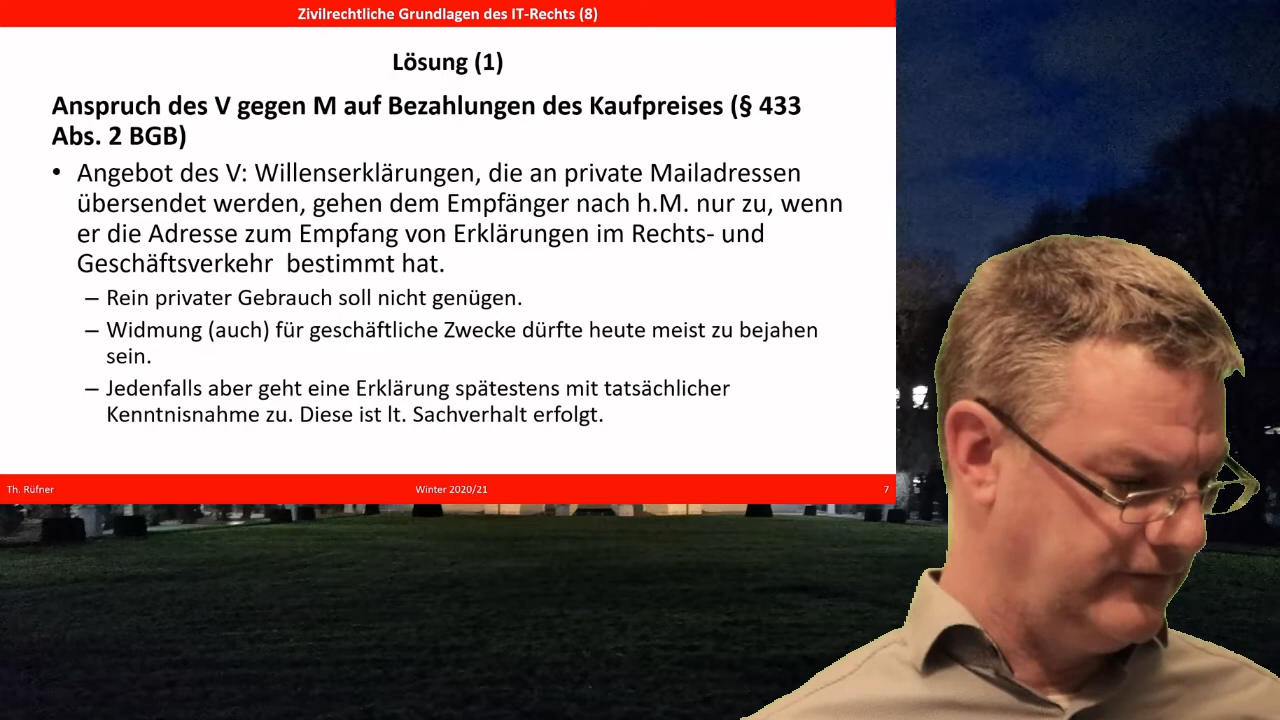 Zivilrechtliche Grundlagen des IT-Rechts (8)
Lösung (1)
Anspruch des V gegen M auf Bezahlungen des Kaufpreises (§ 433
Abs. 2 BGB)
• Angebot des V: Willenserklärungen, die an private Mailadressen
übersendet werden, gehen dem Empfänger nach h.M. nur zu, wenn
er die Adresse zum Empfang von Erklärungen im Rechts- und
Geschäftsverkehr  bestimmt hat.
– Rein privater Gebrauch soll nicht genügen.
– Widmung (auch) für geschäftliche Zwecke dürfte heute meist zu bejahen
sein.
– Jedenfalls aber geht eine Erklärung spätestens mit tatsächlicher
Kenntnisnahme zu. Diese ist lt. Sachverhalt erfolgt.
Th. Rüfner
Winter 2020/21
7